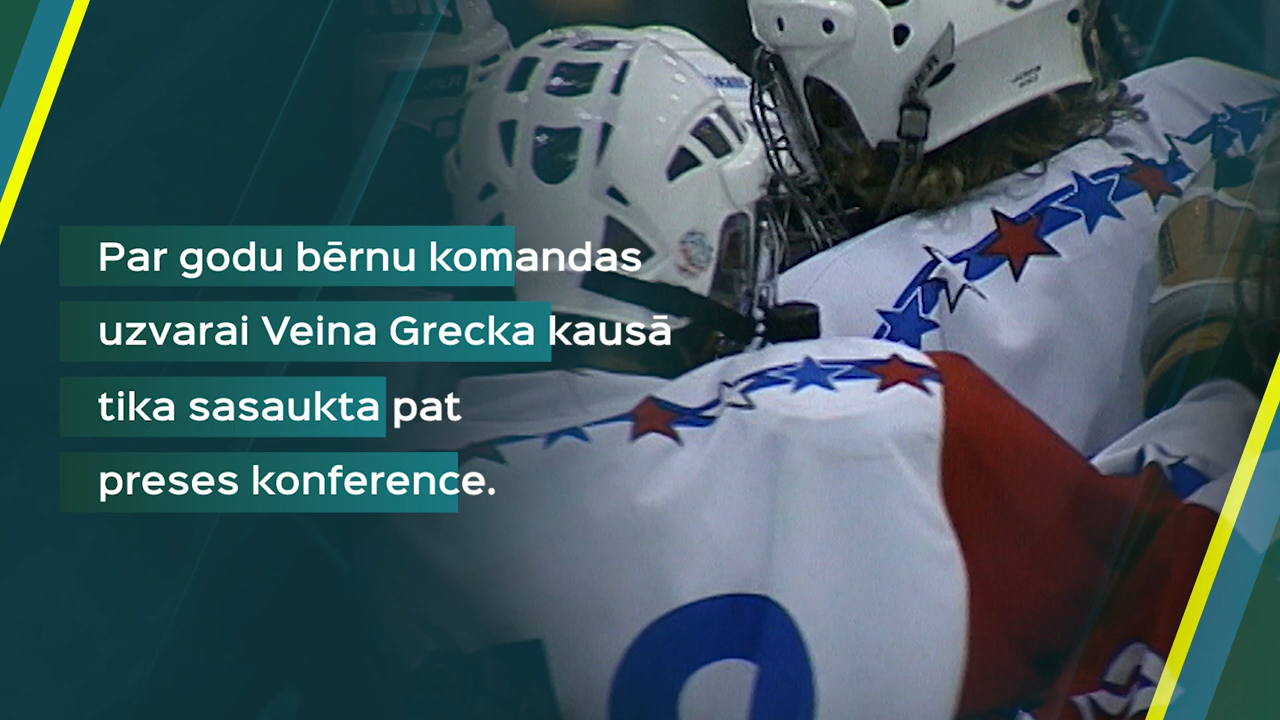 Par godu bērnu komandas
uzvarai Veina Grecka kausā
tika sasaukta pat
preses konference.